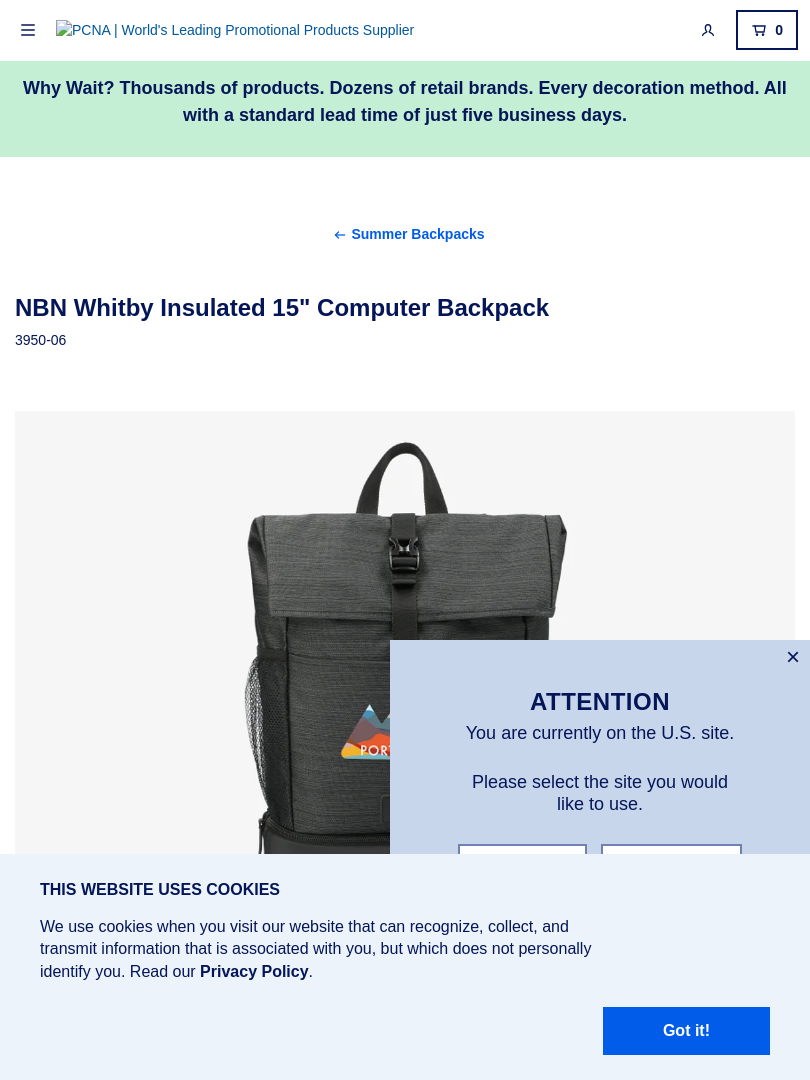 PCNA | World's Leading Promotional Products Supplier
0
Why Wait? Thousands of products. Dozens of retail brands. Every decoration method. All
with a standard lead time of just five business days.
Summer Backpacks
NBN Whitby Insulated 15" Computer Backpack
3950-06
ATTENTION
You are currently on the U.S. site.
Please select the site you would
like to use.
THIS WEBSITE USES COOKIES
We use cookies when you visit our website that can recognize, collect, and
transmit information that is associated with you, but which does not personally
identify you. Read our Privacy Policy.
Got it!